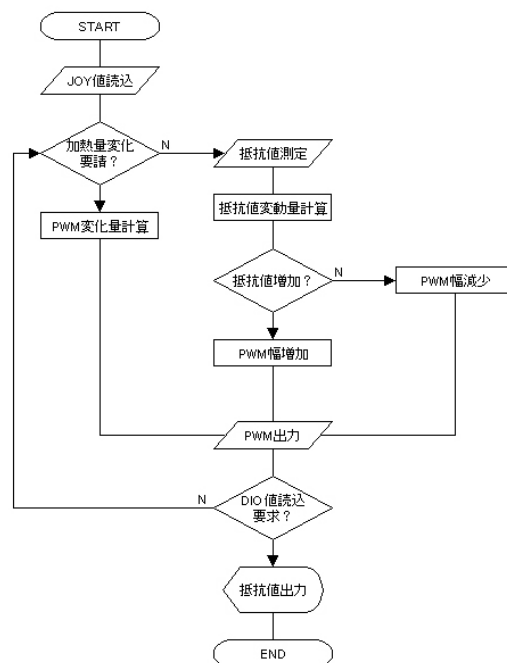 START
JOY値読込
加熱量変化
要請？
N
抵抗値測定
PWM変化量計算
抵抗値変動量計算
抵抗値増加？
N
PWM幅減少
PWM幅増加
PWM出力
N
DIO値読込
要求？
抵抗値出力
END